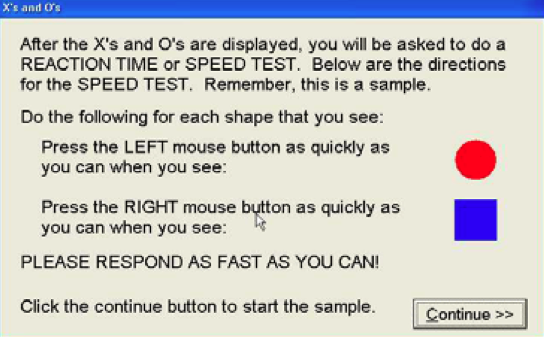 X's and O's
After the X's and O's are displayed, you will be asked to do a
REACTION TIME or SPEED TEST.  Below are the directions
for the SPEED TEST.  Remember, this is a sample.
Do the following for each shape that you see:
Press the LEFT mouse button as quickly as
you can when you see:
Press the RIGHT mouse button as quickly as
you can when you see:
PLEASE RESPOND AS FAST AS YOU CAN!
Click the continue button to start the sample.
Continue >>